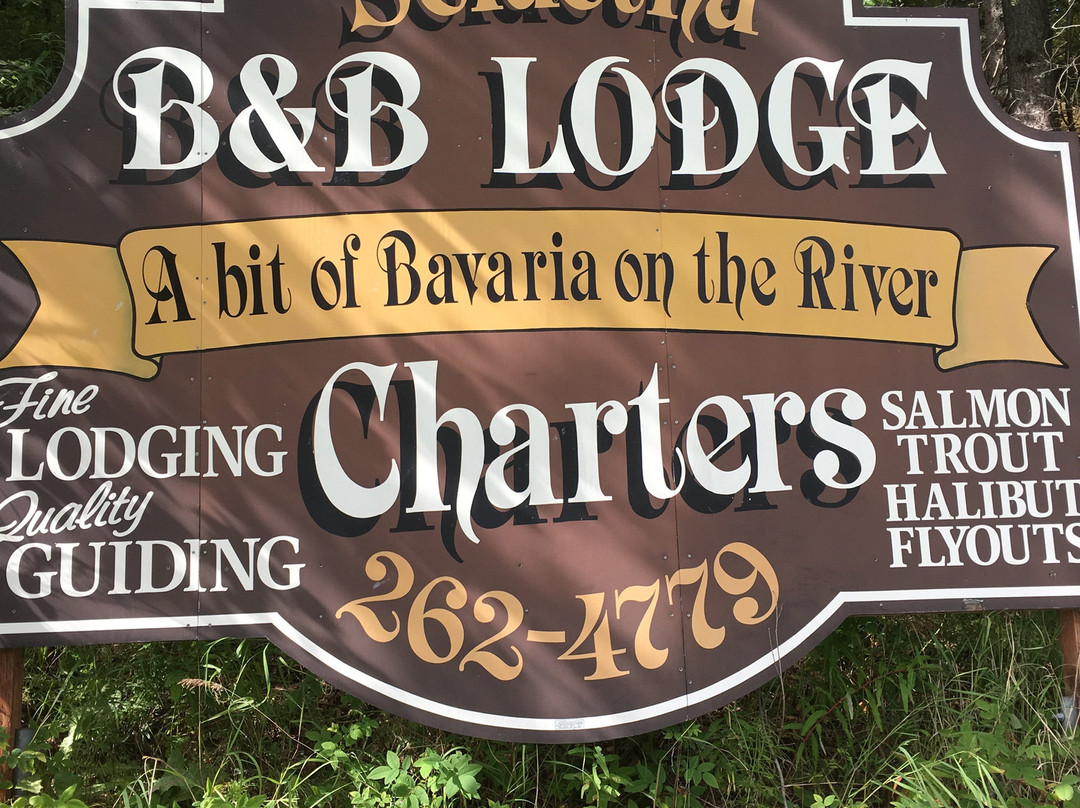 B&B LODGE
A bit of Bavaria on the River
Fine
LODGING
Quality
GUIDING
Charters
262-4779
SALMON
TROUT
HALIBUT
FLYOUTS